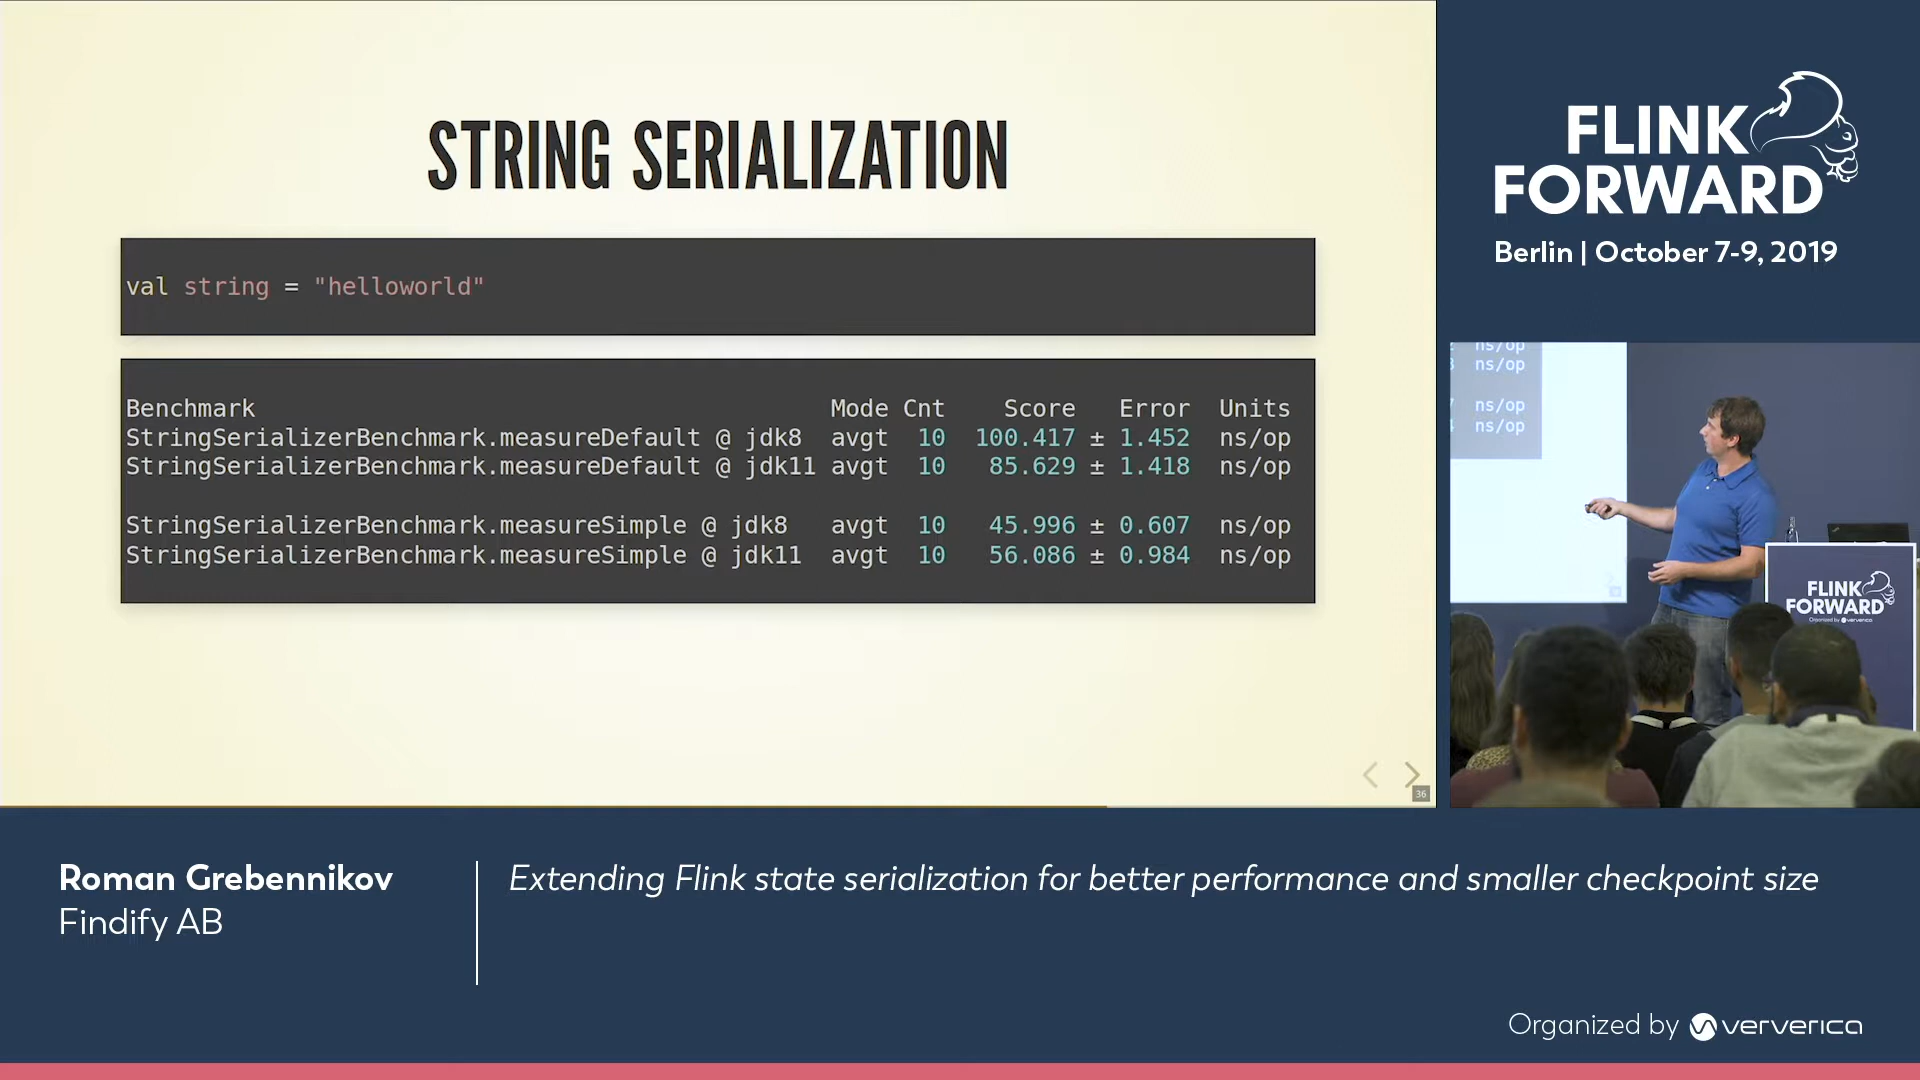 STRING SERIALIZATION
val string = "helloworld"
Benchmark Mode Cnt Score Error Units
StringSerializerBenchmark.measureDefault @ jdk8 avgt 10 100.417 ± 1.452 ns/op
StringSerializerBenchmark.measureDefault @ jdk11 avgt 10 85.629 ± 1.418 ns/op
StringSerializerBenchmark.measureSimple @ jdk8 avgt 10 45.996 ± 0.607 ns/op
StringSerializerBenchmark.measureSimple @ jdk11 avgt 10 56.086 ± 0.984 ns/op
36
FLINK
FORWARD
Berlin | October 7-9, 2019
ns/op
ns/op
ns/op
ns/op
FLINK
FORWARD
Organized by ververica
Roman Grebennikov
Findify AB
Extending Flink state serialization for better performance and smaller checkpoint size
Organized by ververica